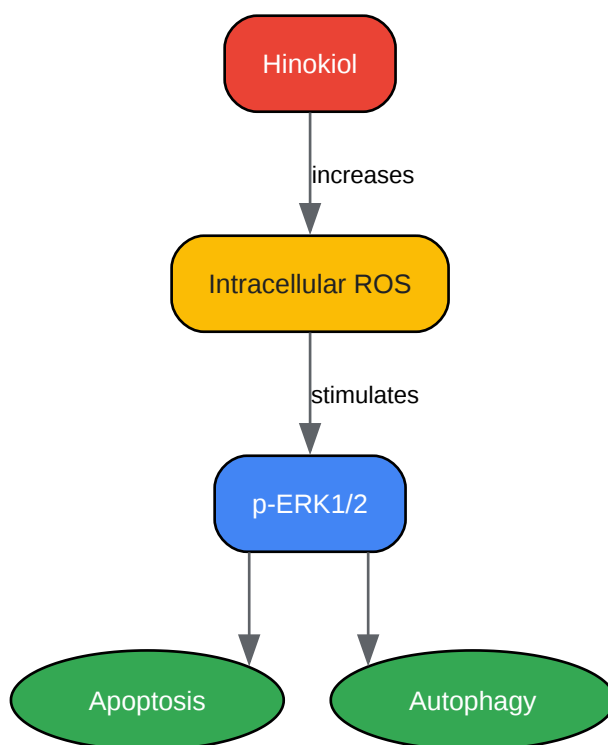 Hinokiol
increases
Intracellular ROS
stimulates
p-ERK1/2
Apoptosis
Autophagy